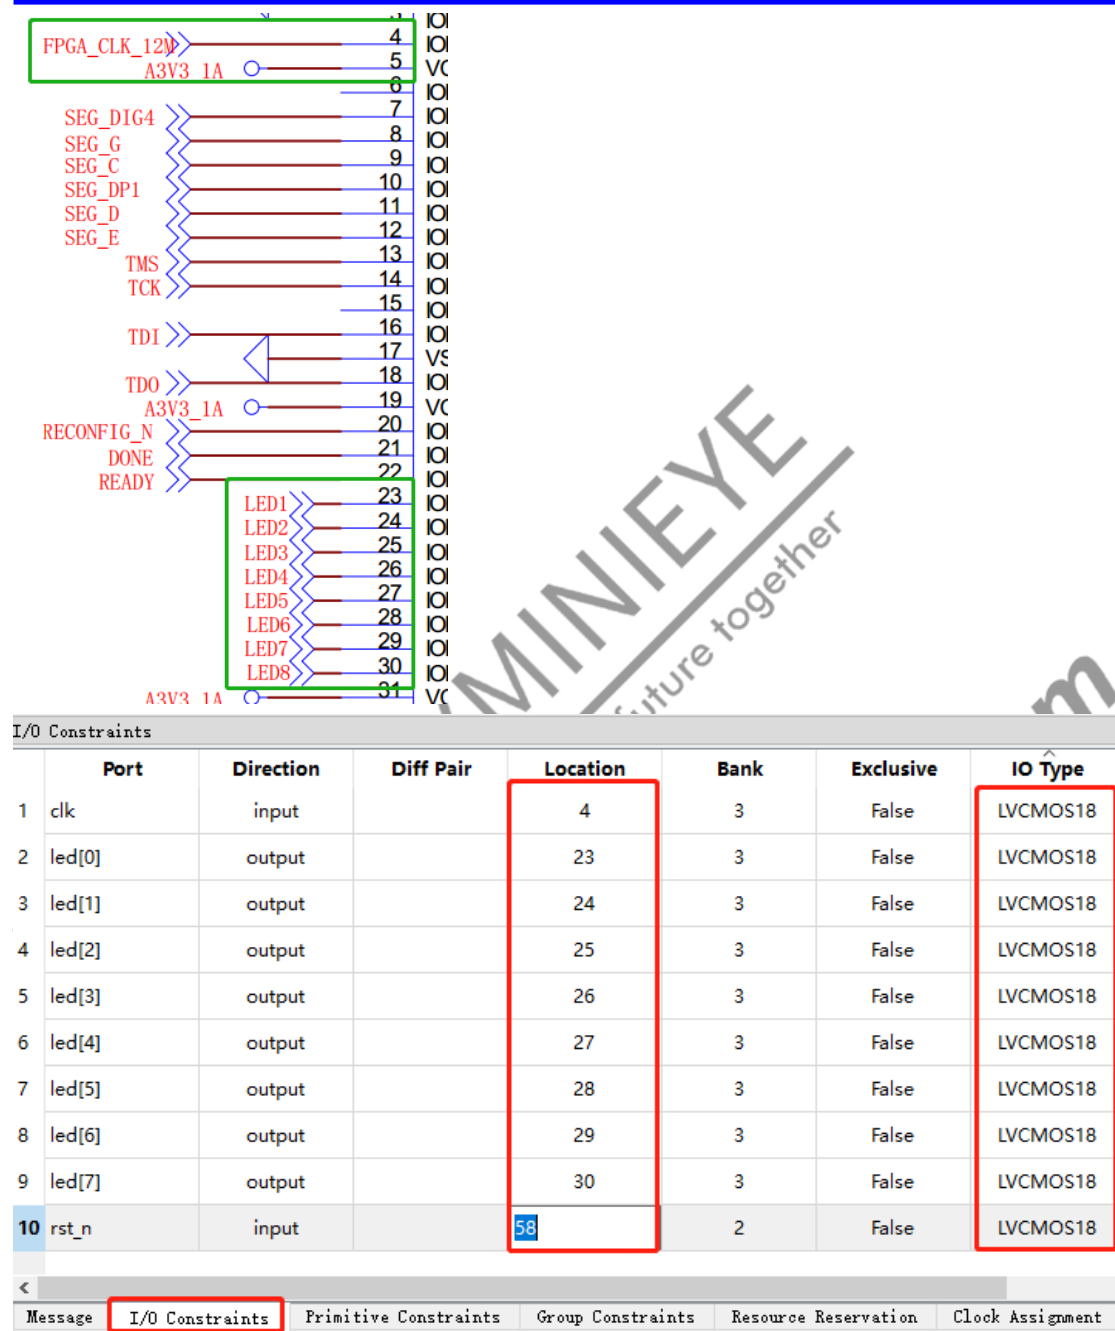 3 IO
FPGA_CLK_12M 4 IO
A3V3_1A 5 VC
6 IO
SEG_DIG4 7 IO
SEG_G 8 IO
SEG_C 9 IO
SEG_DP1 10 IO
SEG_D 11 IO
SEG_E 12 IO
TMS 13 IO
TCK 14 IO
15 IO
TDI 16 IO
17 VS
TDO 18 IO
A3V3_1A 19 VC
RECONFIG_N 20 IO
DONE 21 IO
READY 22 IO
LED1 23 IO
LED2 24 IO
LED3 25 IO
LED4 26 IO
LED5 27 IO
LED6 28 IO
LED7 29 IO
LED8 30 IO
A3V3_1A 31 VC
MINIEYE
future together
m
I/O Constraints
Port Direction Diff Pair Location Bank Exclusive IO Type
1 clk input 4 3 False LVCMOS18
2 led[0] output 23 3 False LVCMOS18
3 led[1] output 24 3 False LVCMOS18
4 led[2] output 25 3 False LVCMOS18
5 led[3] output 26 3 False LVCMOS18
6 led[4] output 27 3 False LVCMOS18
7 led[5] output 28 3 False LVCMOS18
8 led[6] output 29 3 False LVCMOS18
9 led[7] output 30 3 False LVCMOS18
10 rst_n input 58 2 False LVCMOS18
Message I/O Constraints Primitive Constraints Group Constraints Resource Reservation Clock Assignment